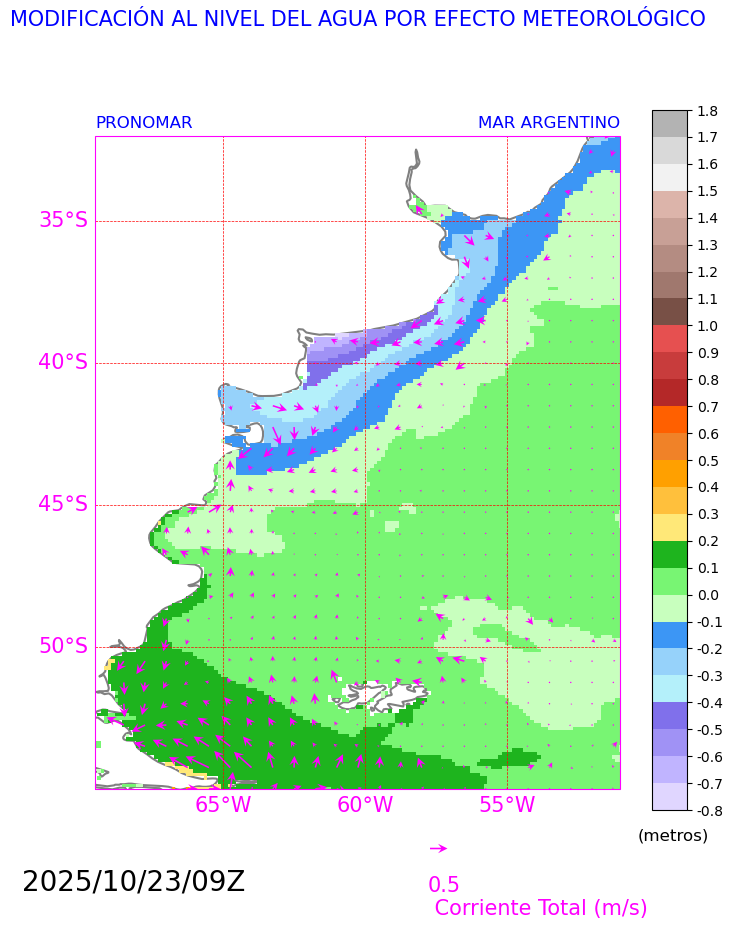 MODIFICACIÓN AL NIVEL DEL AGUA POR EFECTO METEOROLÓGICO
PRONOMAR MAR ARGENTINO
35°S
40°S
45°S
50°S
65°W 60°W 55°W
1.8
1.7
1.6
1.5
1.4
1.3
1.2
1.1
1.0
0.9
0.8
0.7
0.6
0.5
0.4
0.3
0.2
0.1
0.0
-0.1
-0.2
-0.3
-0.4
-0.5
-0.6
-0.7
-0.8
(metros)
2025/10/23/09Z
0.5
Corriente Total (m/s)